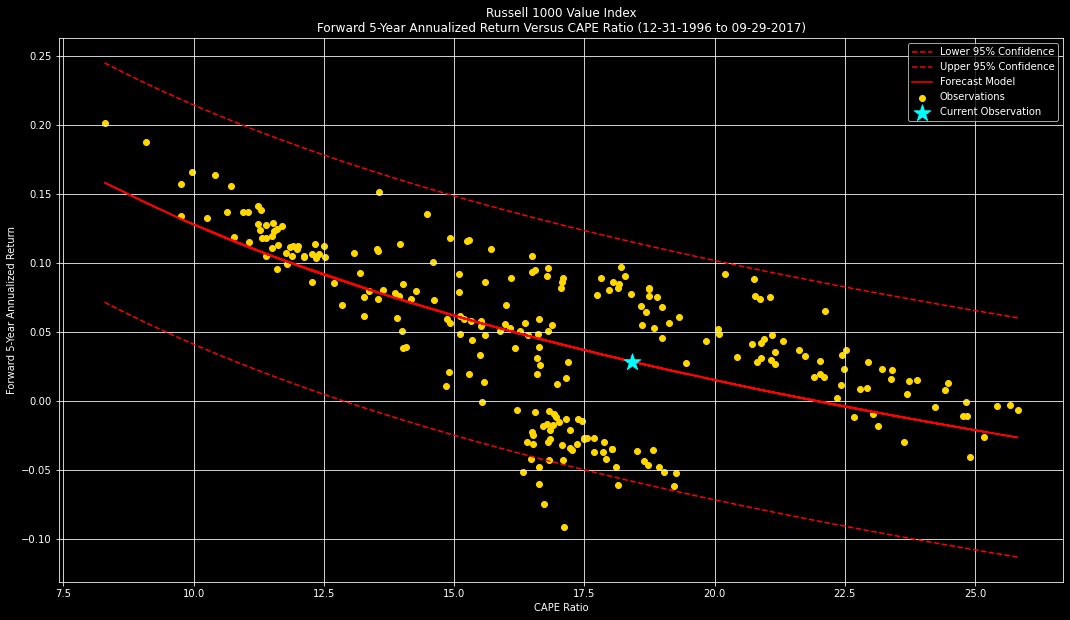 Russell 1000 Value Index
Forward 5-Year Annualized Return Versus CAPE Ratio (12-31-1996 to 09-29-2017)
Lower 95% Confidence
Upper 95% Confidence
Forecast Model
Observations
Current Observation
Forward 5-Year Annualized Return
0.25
0.20
0.15
0.10
0.05
0.00
−0.05
−0.10
7.5 10.0 12.5 15.0 17.5 20.0 22.5 25.0
CAPE Ratio